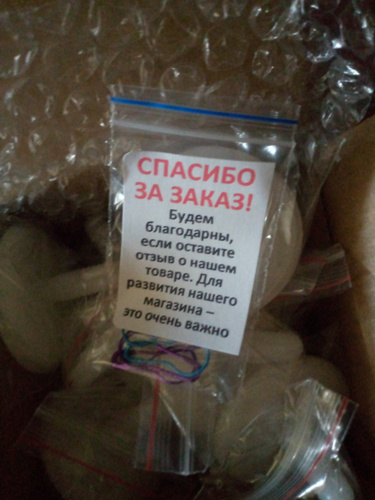 СПАСИБО
ЗА ЗАКАЗ!
Будем
благодарны,
если оставите
отзыв о нашем
товаре. Для
развития нашего
магазина –
это очень важно